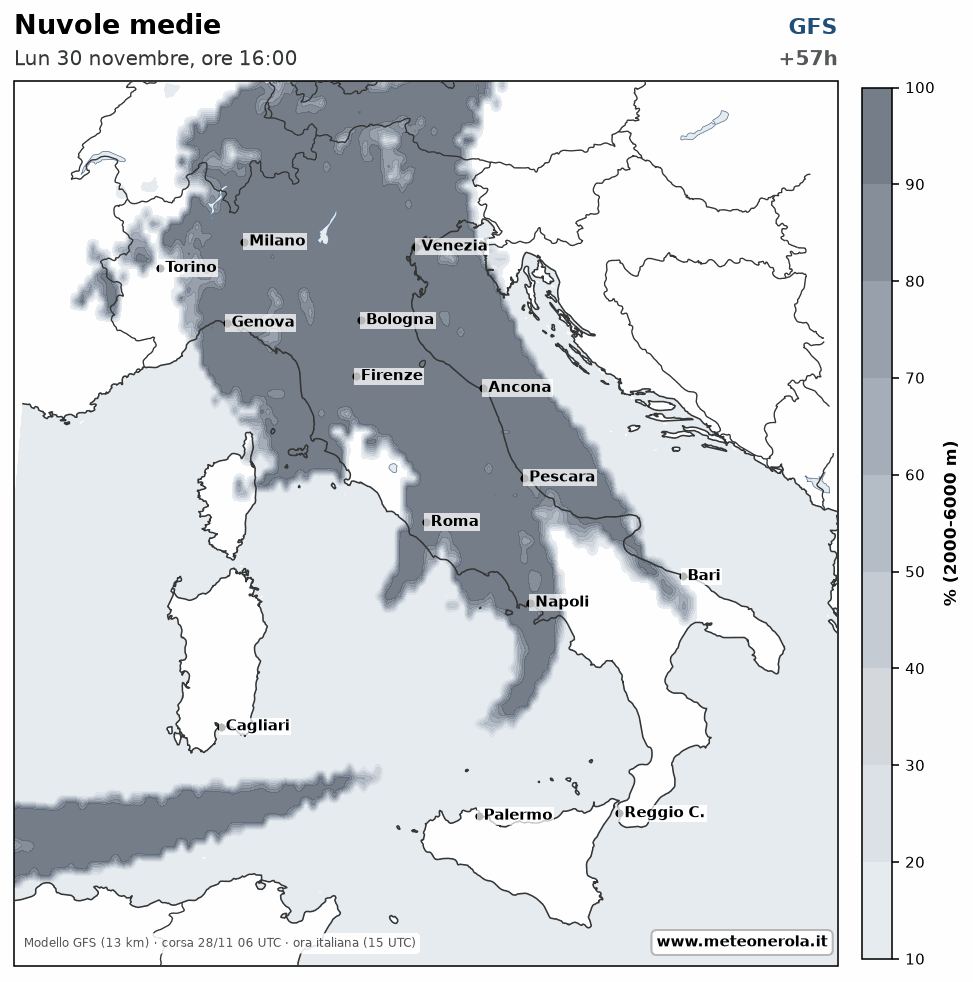 Nuvole medie
GFS
Lun 30 novembre, ore 16:00
+57h
100
90
80
70
60
50
40
30
20
10
% (2000-6000 m)
Milano
Venezia
Torino
Genova
Bologna
Firenze
Ancona
Pescara
Roma
Bari
Napoli
Cagliari
Palermo
Reggio C.
Modello GFS (13 km) · corsa 28/11 06 UTC · ora italiana (15 UTC)
www.meteonerola.it